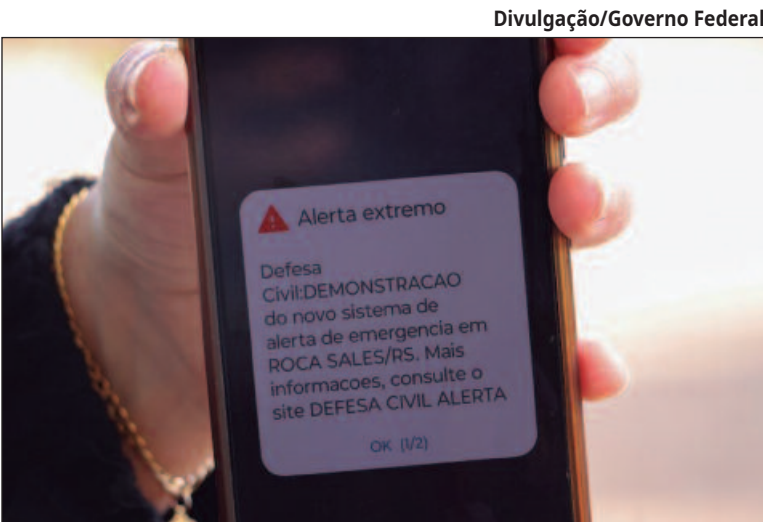 Divulgação/Governo Federal
Alerta extremo
Defesa
Civil:DEMONSTRACAO
do novo sistema de
alerta de emergencia em
ROCA SALES/RS. Mais
informacoes, consulte o
site DEFESA CIVIL ALERTA
OK (1/2)